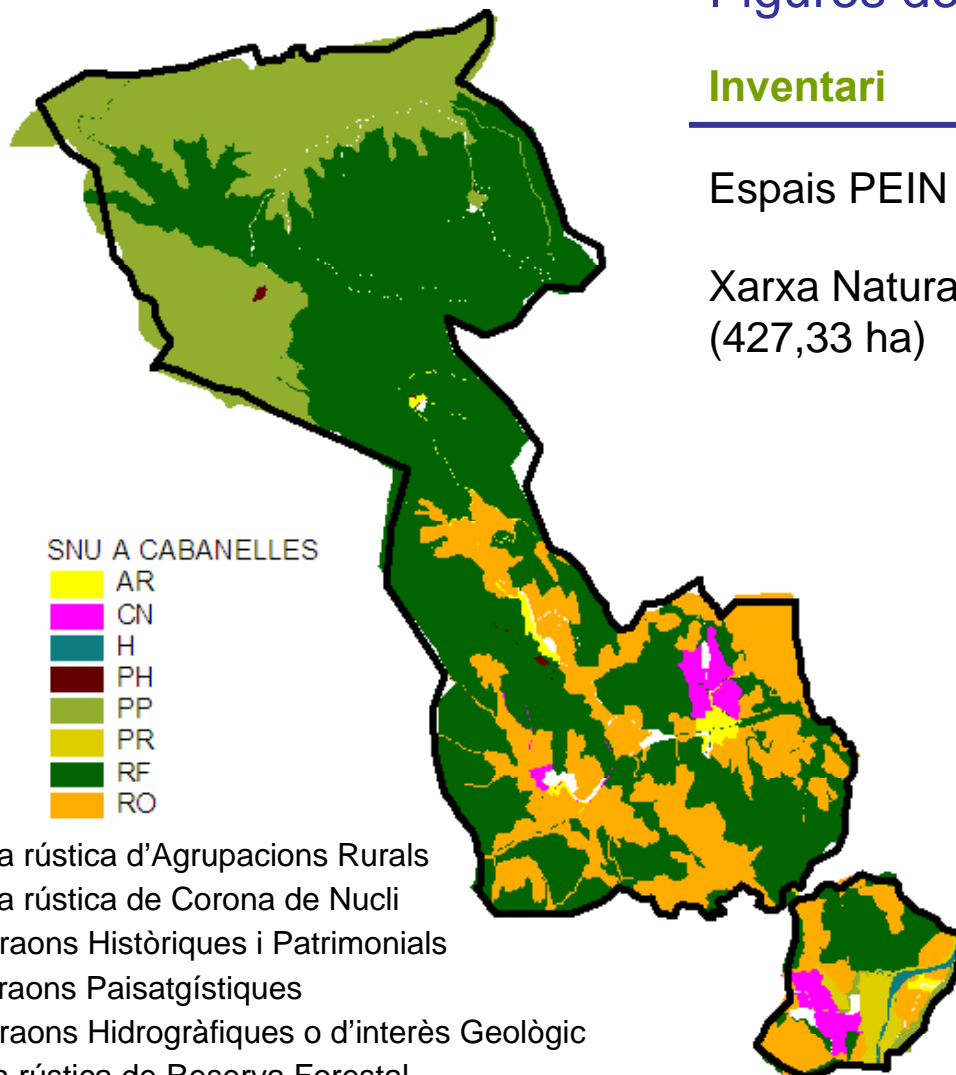 Inventari
Espais PEIN
Xarxa Natura
(427,33 ha)
SNU A CABANELLES
AR
CN
H
PH
PP
PR
RF
RO
a rústica d'Agrupacions Rurals
a rústica de Corona de Nucli
raons Històriques i Patrimonials
raons Paisatgístiques
raons Hidrogràfiques o d'interès Geològic